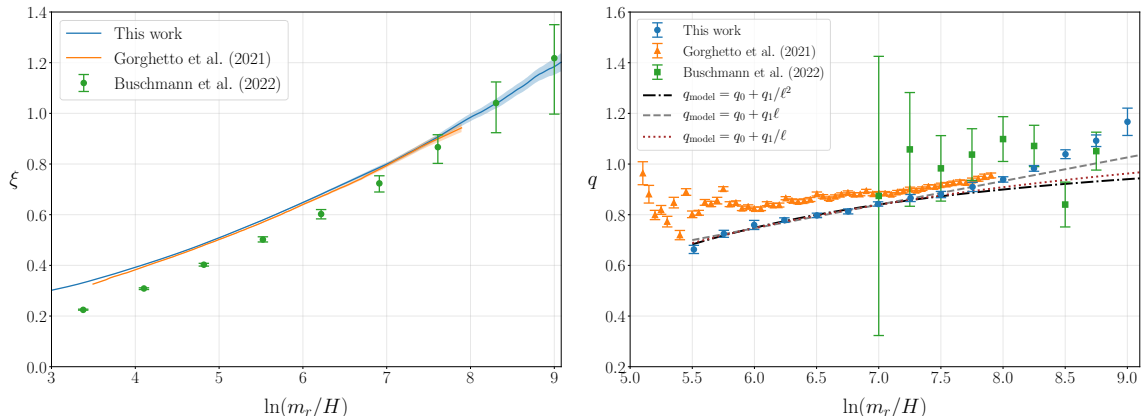 1.4
1.2
1.0
0.8
0.6
0.4
0.2
0.0
ξ
This work
Gorghetto et al. (2021)
Buschmann et al. (2022)
3 4 5 6 7 8 9
ln(m_r/H)
1.6
1.4
1.2
1.0
0.8
0.6
0.4
0.2
q
This work
Gorghetto et al. (2021)
Buschmann et al. (2022)
q_model = q_0 + q_1/ℓ^2
q_model = q_0 + q_1ℓ
q_model = q_0 + q_1/ℓ
5.0 5.5 6.0 6.5 7.0 7.5 8.0 8.5 9.0
ln(m_r/H)